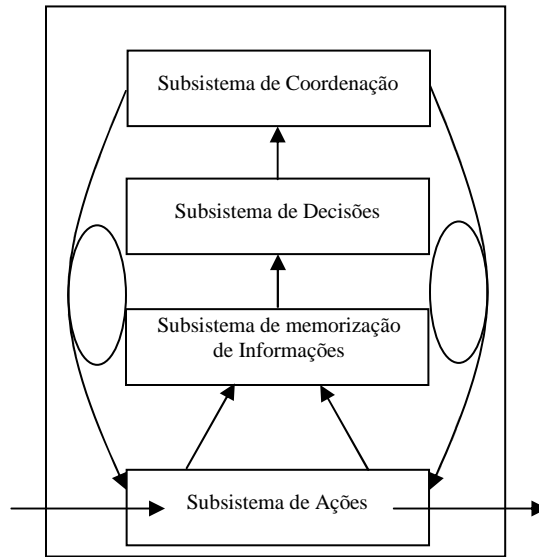 Subsistema de Coordenação
Subsistema de Decisões
Subsistema de memorização
de Informações
Subsistema de Ações